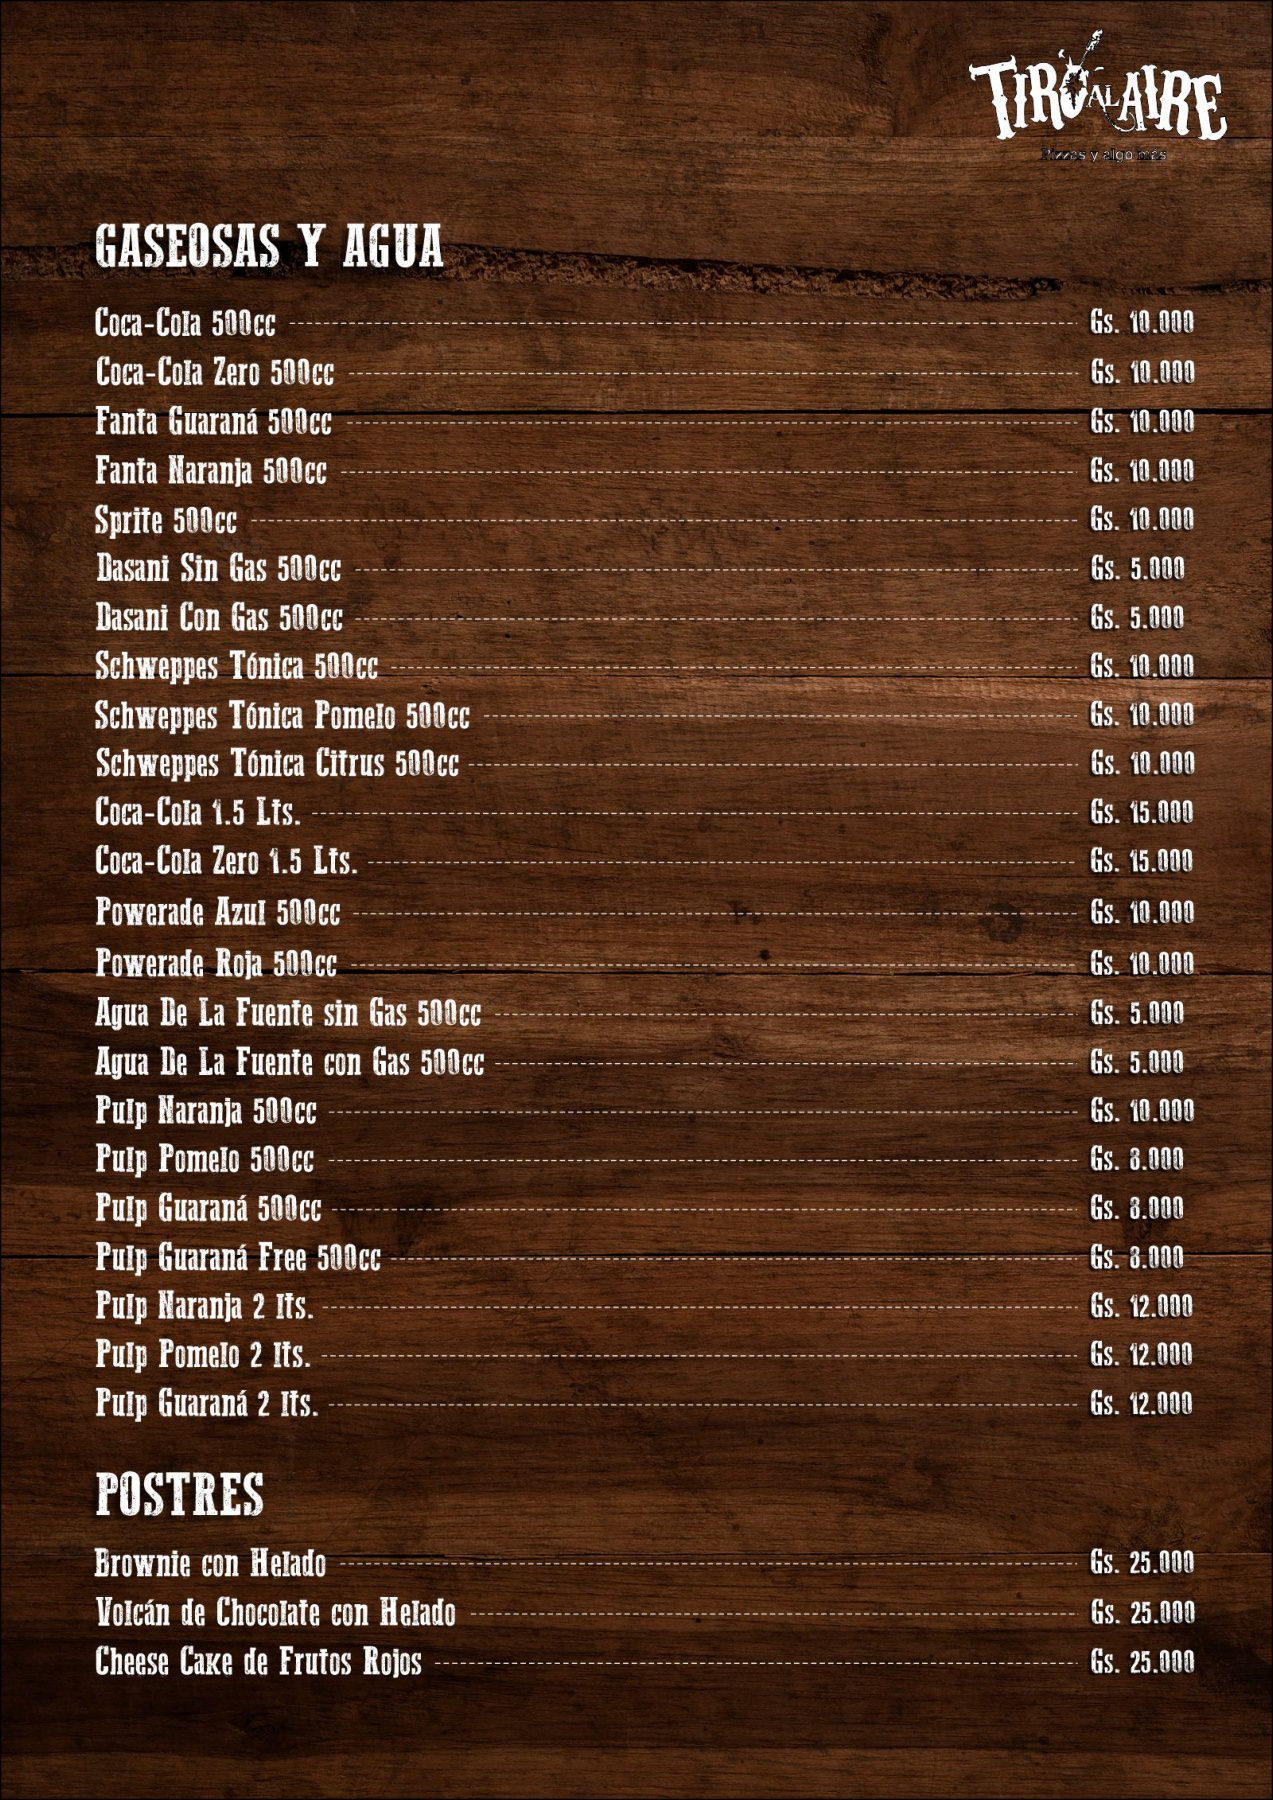 TIRO AL AIRE
Pizzas y algo mas
GASEOSAS Y AGUA
Coca-Cola 500cc Gs. 10.000
Coca-Cola Zero 500cc Gs. 10.000
Fanta Guaraná 500cc Gs. 10.000
Fanta Naranja 500cc Gs. 10.000
Sprite 500cc Gs. 10.000
Dasani Sin Gas 500cc Gs. 5.000
Dasani Con Gas 500cc Gs. 5.000
Schweppes Tónica 500cc Gs. 10.000
Schweppes Tónica Pomelo 500cc Gs. 10.000
Schweppes Tónica Citrus 500cc Gs. 10.000
Coca-Cola 1.5 Lts. Gs. 15.000
Coca-Cola Zero 1.5 Lts. Gs. 15.000
Powerade Azul 500cc Gs. 10.000
Powerade Roja 500cc Gs. 10.000
Agua De La Fuente sin Gas 500cc Gs. 5.000
Agua De La Fuente con Gas 500cc Gs. 5.000
Pulp Naranja 500cc Gs. 10.000
Pulp Pomelo 500cc Gs. 8.000
Pulp Guaraná 500cc Gs. 8.000
Pulp Guaraná Free 500cc Gs. 8.000
Pulp Naranja 2 lts. Gs. 12.000
Pulp Pomelo 2 lts. Gs. 12.000
Pulp Guaraná 2 lts. Gs. 12.000
POSTRES
Brownie con Helado Gs. 25.000
Volcán de Chocolate con Helado Gs. 25.000
Cheese Cake de Frutos Rojos Gs. 25.000